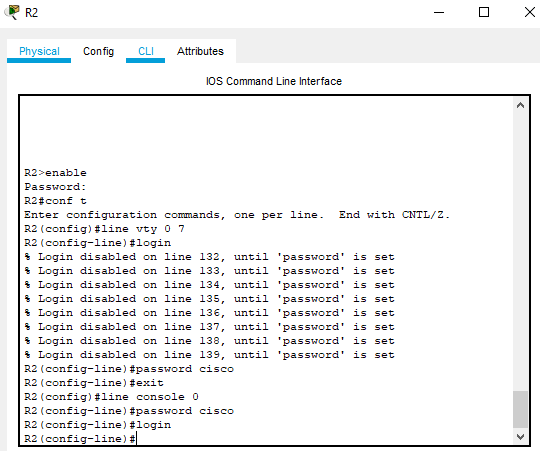 R2
Physical Config CLI Attributes
IOS Command Line Interface
R2>enable
Password:
R2#conf t
Enter configuration commands, one per line.  End with CNTL/Z.
R2(config)#line vty 0 7
R2(config-line)#login
% Login disabled on line 132, until 'password' is set
% Login disabled on line 133, until 'password' is set
% Login disabled on line 134, until 'password' is set
% Login disabled on line 135, until 'password' is set
% Login disabled on line 136, until 'password' is set
% Login disabled on line 137, until 'password' is set
% Login disabled on line 138, until 'password' is set
% Login disabled on line 139, until 'password' is set
R2(config-line)#password cisco
R2(config-line)#exit
R2(config)#line console 0
R2(config-line)#password cisco
R2(config-line)#login
R2(config-line)#